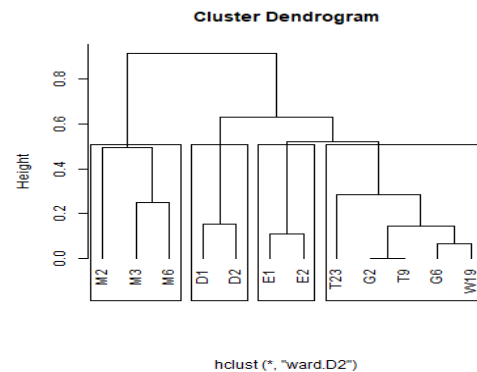 Cluster Dendrogram
Height
0.0 0.2 0.4 0.6 0.8
M2 M3 M6 D1 D2 E1 E2 T23 G2 T9 G6 W19
hclust (*, "ward.D2")